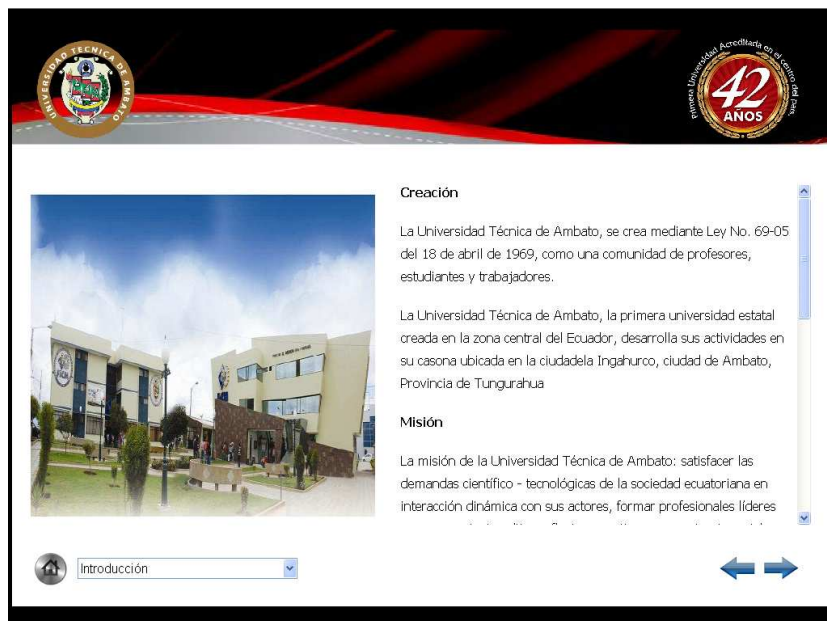 UNIVERSIDAD TECNICA DE AMBATO
Primera Universidad Acreditada en el centro del País.
42
AÑOS
Creación
La Universidad Técnica de Ambato, se crea mediante Ley No. 69-05
del 18 de abril de 1969, como una comunidad de profesores,
estudiantes y trabajadores.
La Universidad Técnica de Ambato, la primera universidad estatal
creada en la zona central del Ecuador, desarrolla sus actividades en
su casona ubicada en la ciudadela Ingahurco, ciudad de Ambato,
Provincia de Tungurahua
Misión
La misión de la Universidad Técnica de Ambato: satisfacer las
demandas científico - tecnológicas de la sociedad ecuatoriana en
interacción dinámica con sus actores, formar profesionales líderes
Introducción